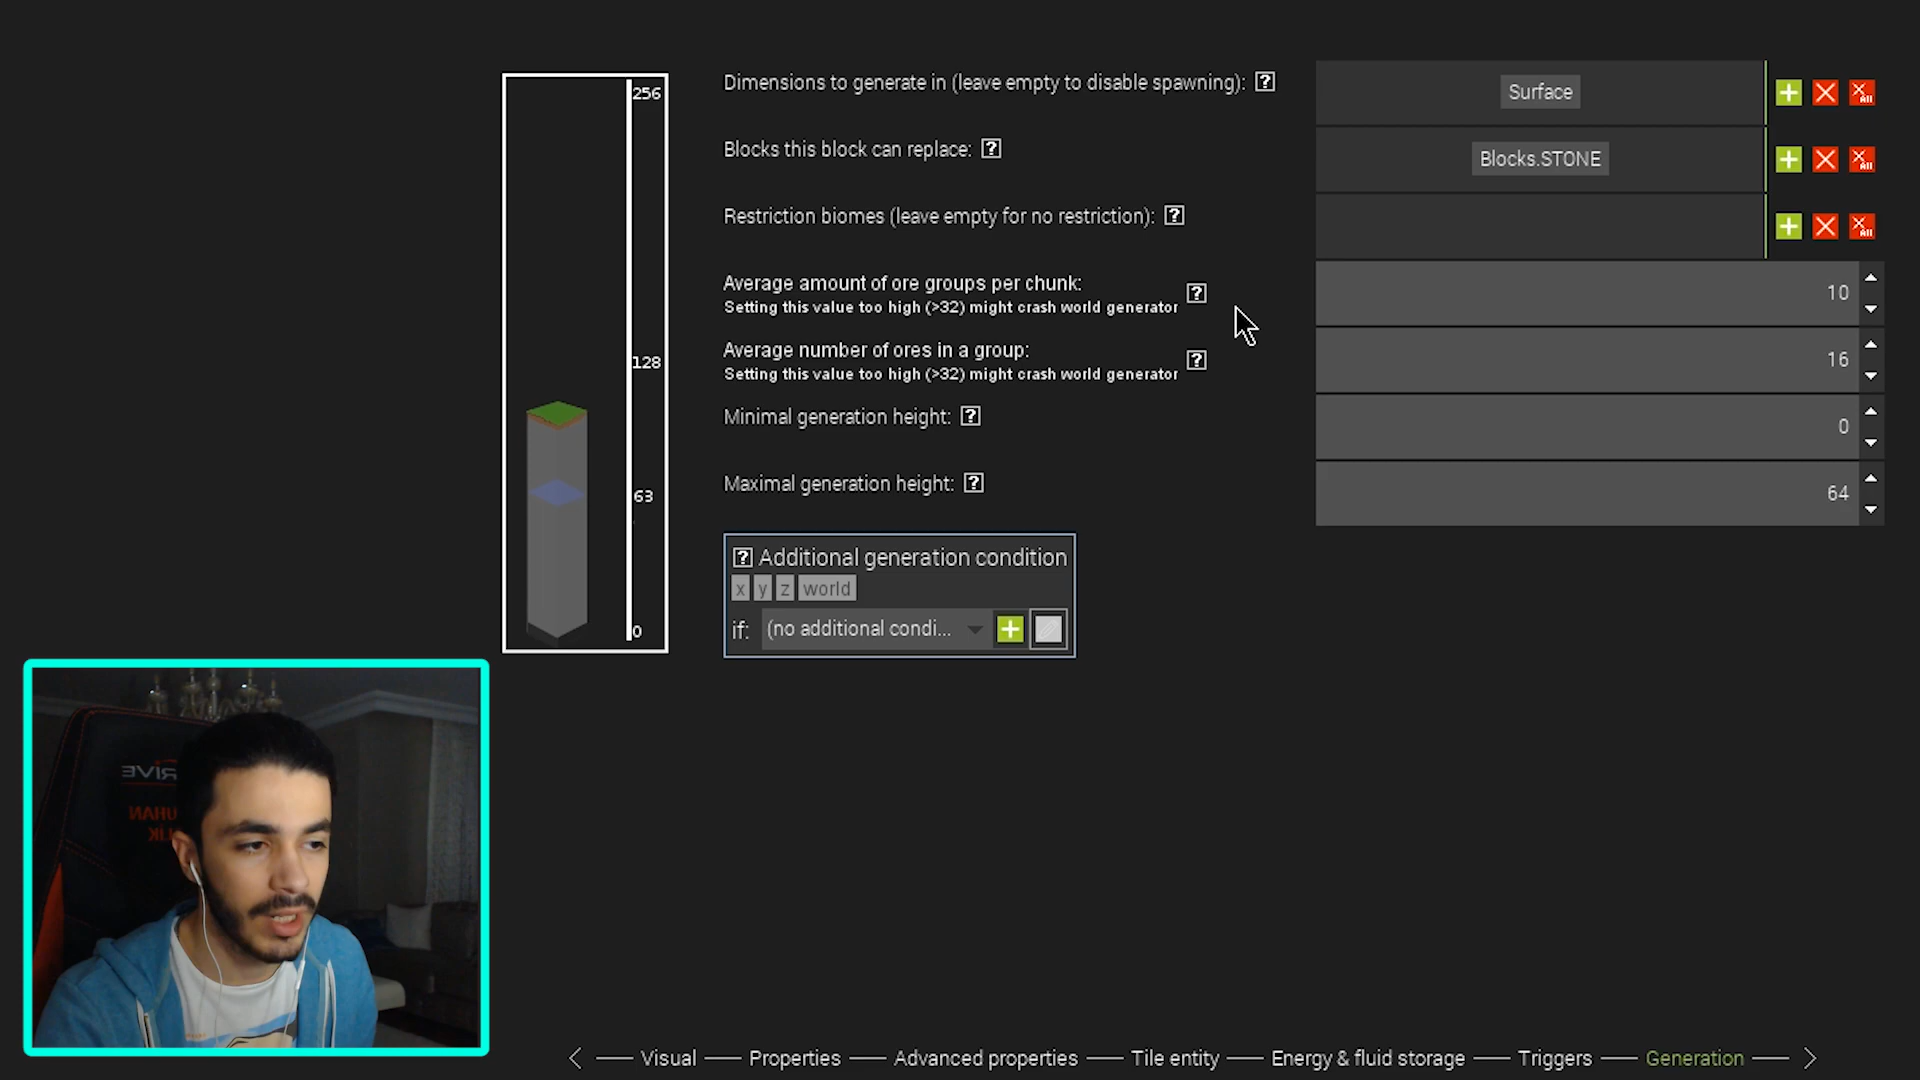 256
128
63
0
Dimensions to generate in (leave empty to disable spawning): ?
Surface
All
Blocks this block can replace: ?
Blocks.STONE
All
Restriction biomes (leave empty for no restriction): ?
All
Average amount of ore groups per chunk:
Setting this value too high (>32) might crash world generator ?
10
Average number of ores in a group:
Setting this value too high (>32) might crash world generator ?
16
Minimal generation height: ?
0
Maximal generation height: ?
64
? Additional generation condition
x y z world
if: (no additional condi...
Visual Properties Advanced properties Tile entity Energy & fluid storage Triggers Generation